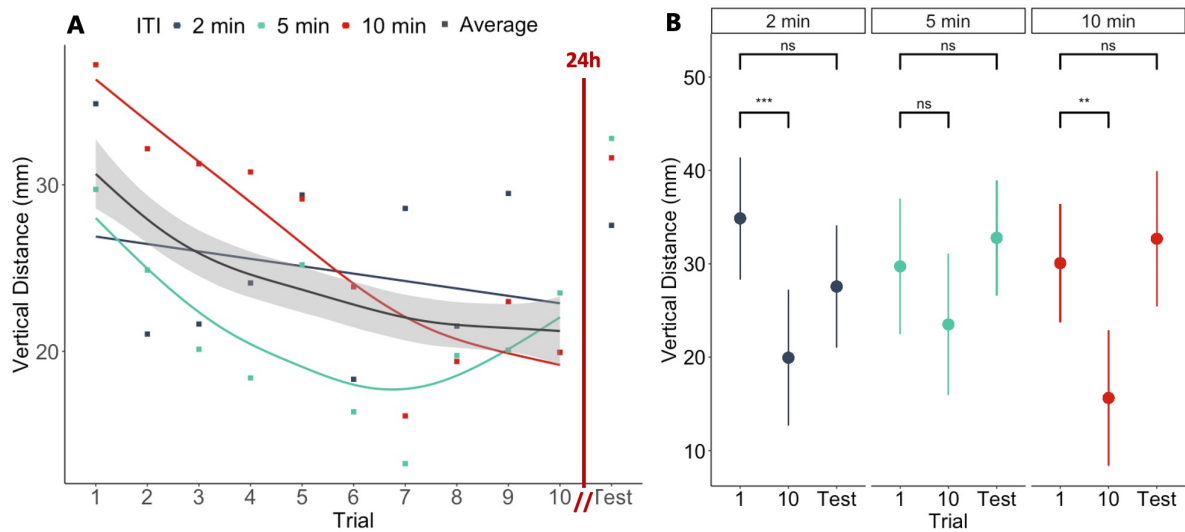 A ITI 2 min 5 min 10 min Average
24h
Vertical Distance (mm)
30
20
1 2 3 4 5 6 7 8 9 10 // Test
Trial
B 2 min 5 min 10 min
ns ns ns
*** ns **
Vertical Distance (mm)
50
40
30
20
10
1 10 Test 1 10 Test 1 10 Test
Trial